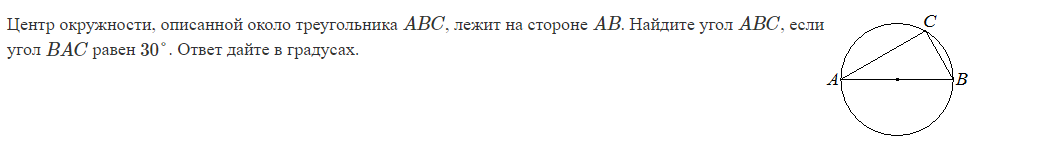 Центр окружности, описанной около треугольника ABC, лежит на стороне AB. Найдите угол ABC, если
угол BAC равен 30°. Ответ дайте в градусах.
C
A
B